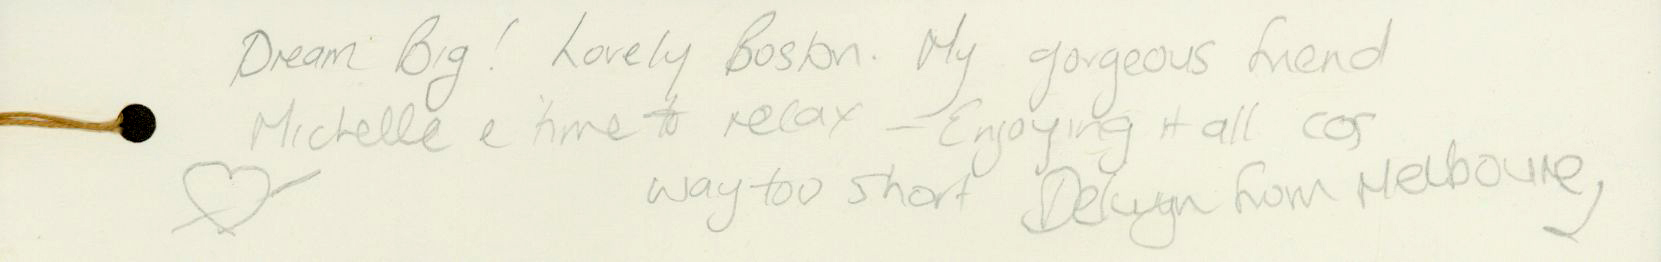 Dream Big! Lovely Boston. My gorgeous friend
Michelle e time to relax – Enjoying it all cos
way too short Delwyn from Melbourne,